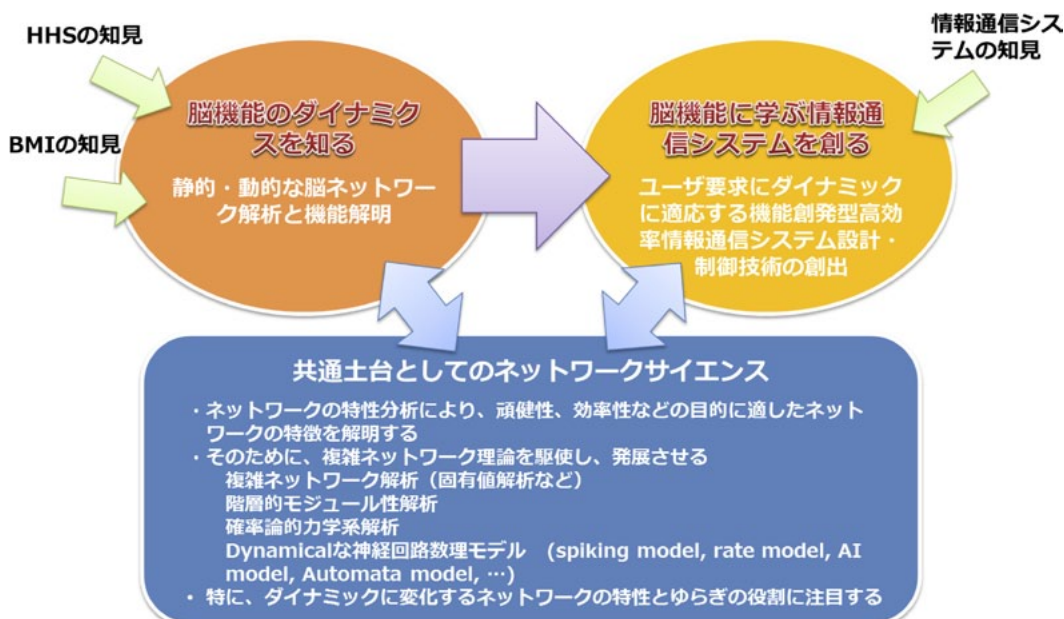 HHSの知見
BMIの知見
脳機能のダイナミク
スを知る
静的・動的な脳ネットワー
ク解析と機能解明
脳機能に学ぶ情報通
信システムを創る
ユーザ要求にダイナミック
に適応する機能創発型高効
率情報通信システム設計・
制御技術の創出
情報通信シス
テムの知見
共通土台としてのネットワークサイエンス
・ネットワークの特性分析により、頑健性、効率性などの目的に適したネット
ワークの特徴を解明する
・そのために、複雑ネットワーク理論を駆使し、発展させる
複雑ネットワーク解析（固有値解析など）
階層的モジュール性解析
確率論的力学系解析
Dynamicalな神経回路数理モデル (spiking model, rate model, AI
model, Automata model, …)
・ 特に、ダイナミックに変化するネットワークの特性とゆらぎの役割に注目する